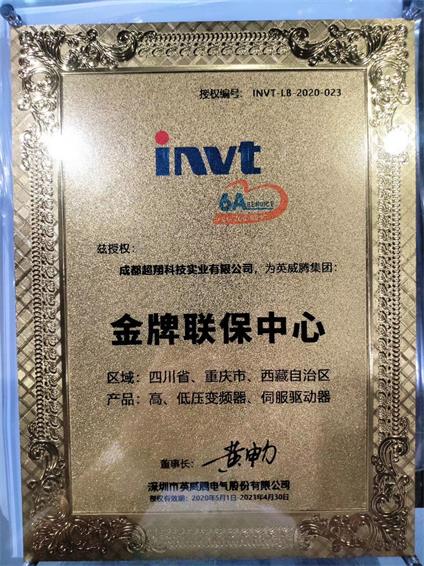 授权编号: INVT-LB-2020-023
invt
6A SERVICE
兹授权:
成都超翔科技实业有限公司，为英威腾集团:
金牌联保中心
区域: 四川省、重庆市、西藏自治区
产品: 高、低压变频器、伺服驱动器
董事长: 黄申力
深圳市英威腾电气股份有限公司
授权有效期: 2020年5月1日-2021年4月30日